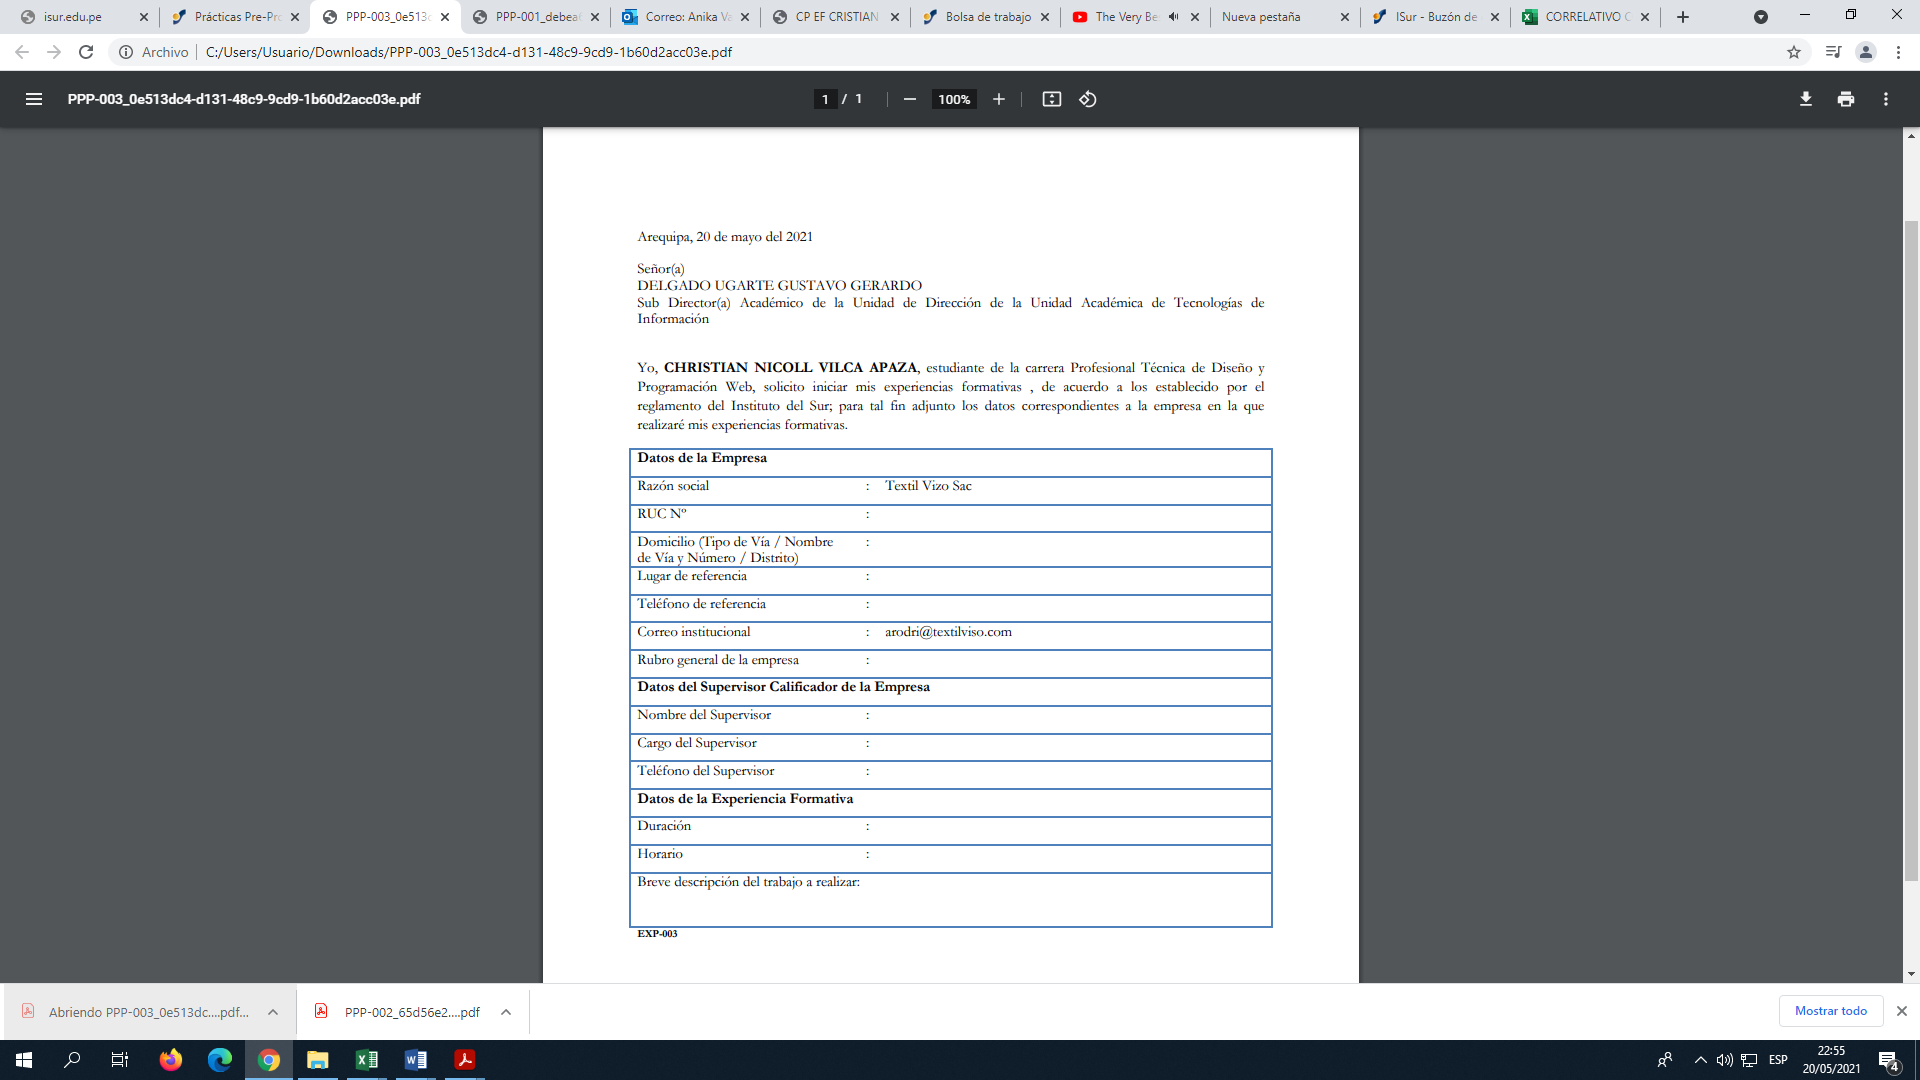 isur.edu.pe
Prácticas Pre-Pro
PPP-003_0e513dc
PPP-001_debea
Correo: Anika Va
CP EF CRISTIAN
Bolsa de trabajo
The Very Be
Nueva pestaña
ISur - Buzón de
CORRELATIVO C
Archivo
C:/Users/Usuario/Downloads/PPP-003_0e513dc4-d131-48c9-9cd9-1b60d2acc03e.pdf
PPP-003_0e513dc4-d131-48c9-9cd9-1b60d2acc03e.pdf
1 / 1
100%
Arequipa, 20 de mayo del 2021
Señor(a)
DELGADO UGARTE GUSTAVO GERARDO
Sub Director(a) Académico de la Unidad de Dirección de la Unidad Académica de Tecnologías de
Información
Yo, CHRISTIAN NICOLL VILCA APAZA, estudiante de la carrera Profesional Técnica de Diseño y
Programación Web, solicito iniciar mis experiencias formativas , de acuerdo a los establecido por el
reglamento del Instituto del Sur; para tal fin adjunto los datos correspondientes a la empresa en la que
realizaré mis experiencias formativas.
Datos de la Empresa
Razón social : Textil Vizo Sac
RUC Nº :
Domicilio (Tipo de Vía / Nombre :
de Vía y Número / Distrito)
Lugar de referencia :
Teléfono de referencia :
Correo institucional : arodri@textilviso.com
Rubro general de la empresa :
Datos del Supervisor Calificador de la Empresa
Nombre del Supervisor :
Cargo del Supervisor :
Teléfono del Supervisor :
Datos de la Experiencia Formativa
Duración :
Horario :
Breve descripción del trabajo a realizar:
EXP-003
Abriendo PPP-003_0e513dc....pdf...
PPP-002_65d56e2....pdf
Mostrar todo
ESP
22:55
20/05/2021
4